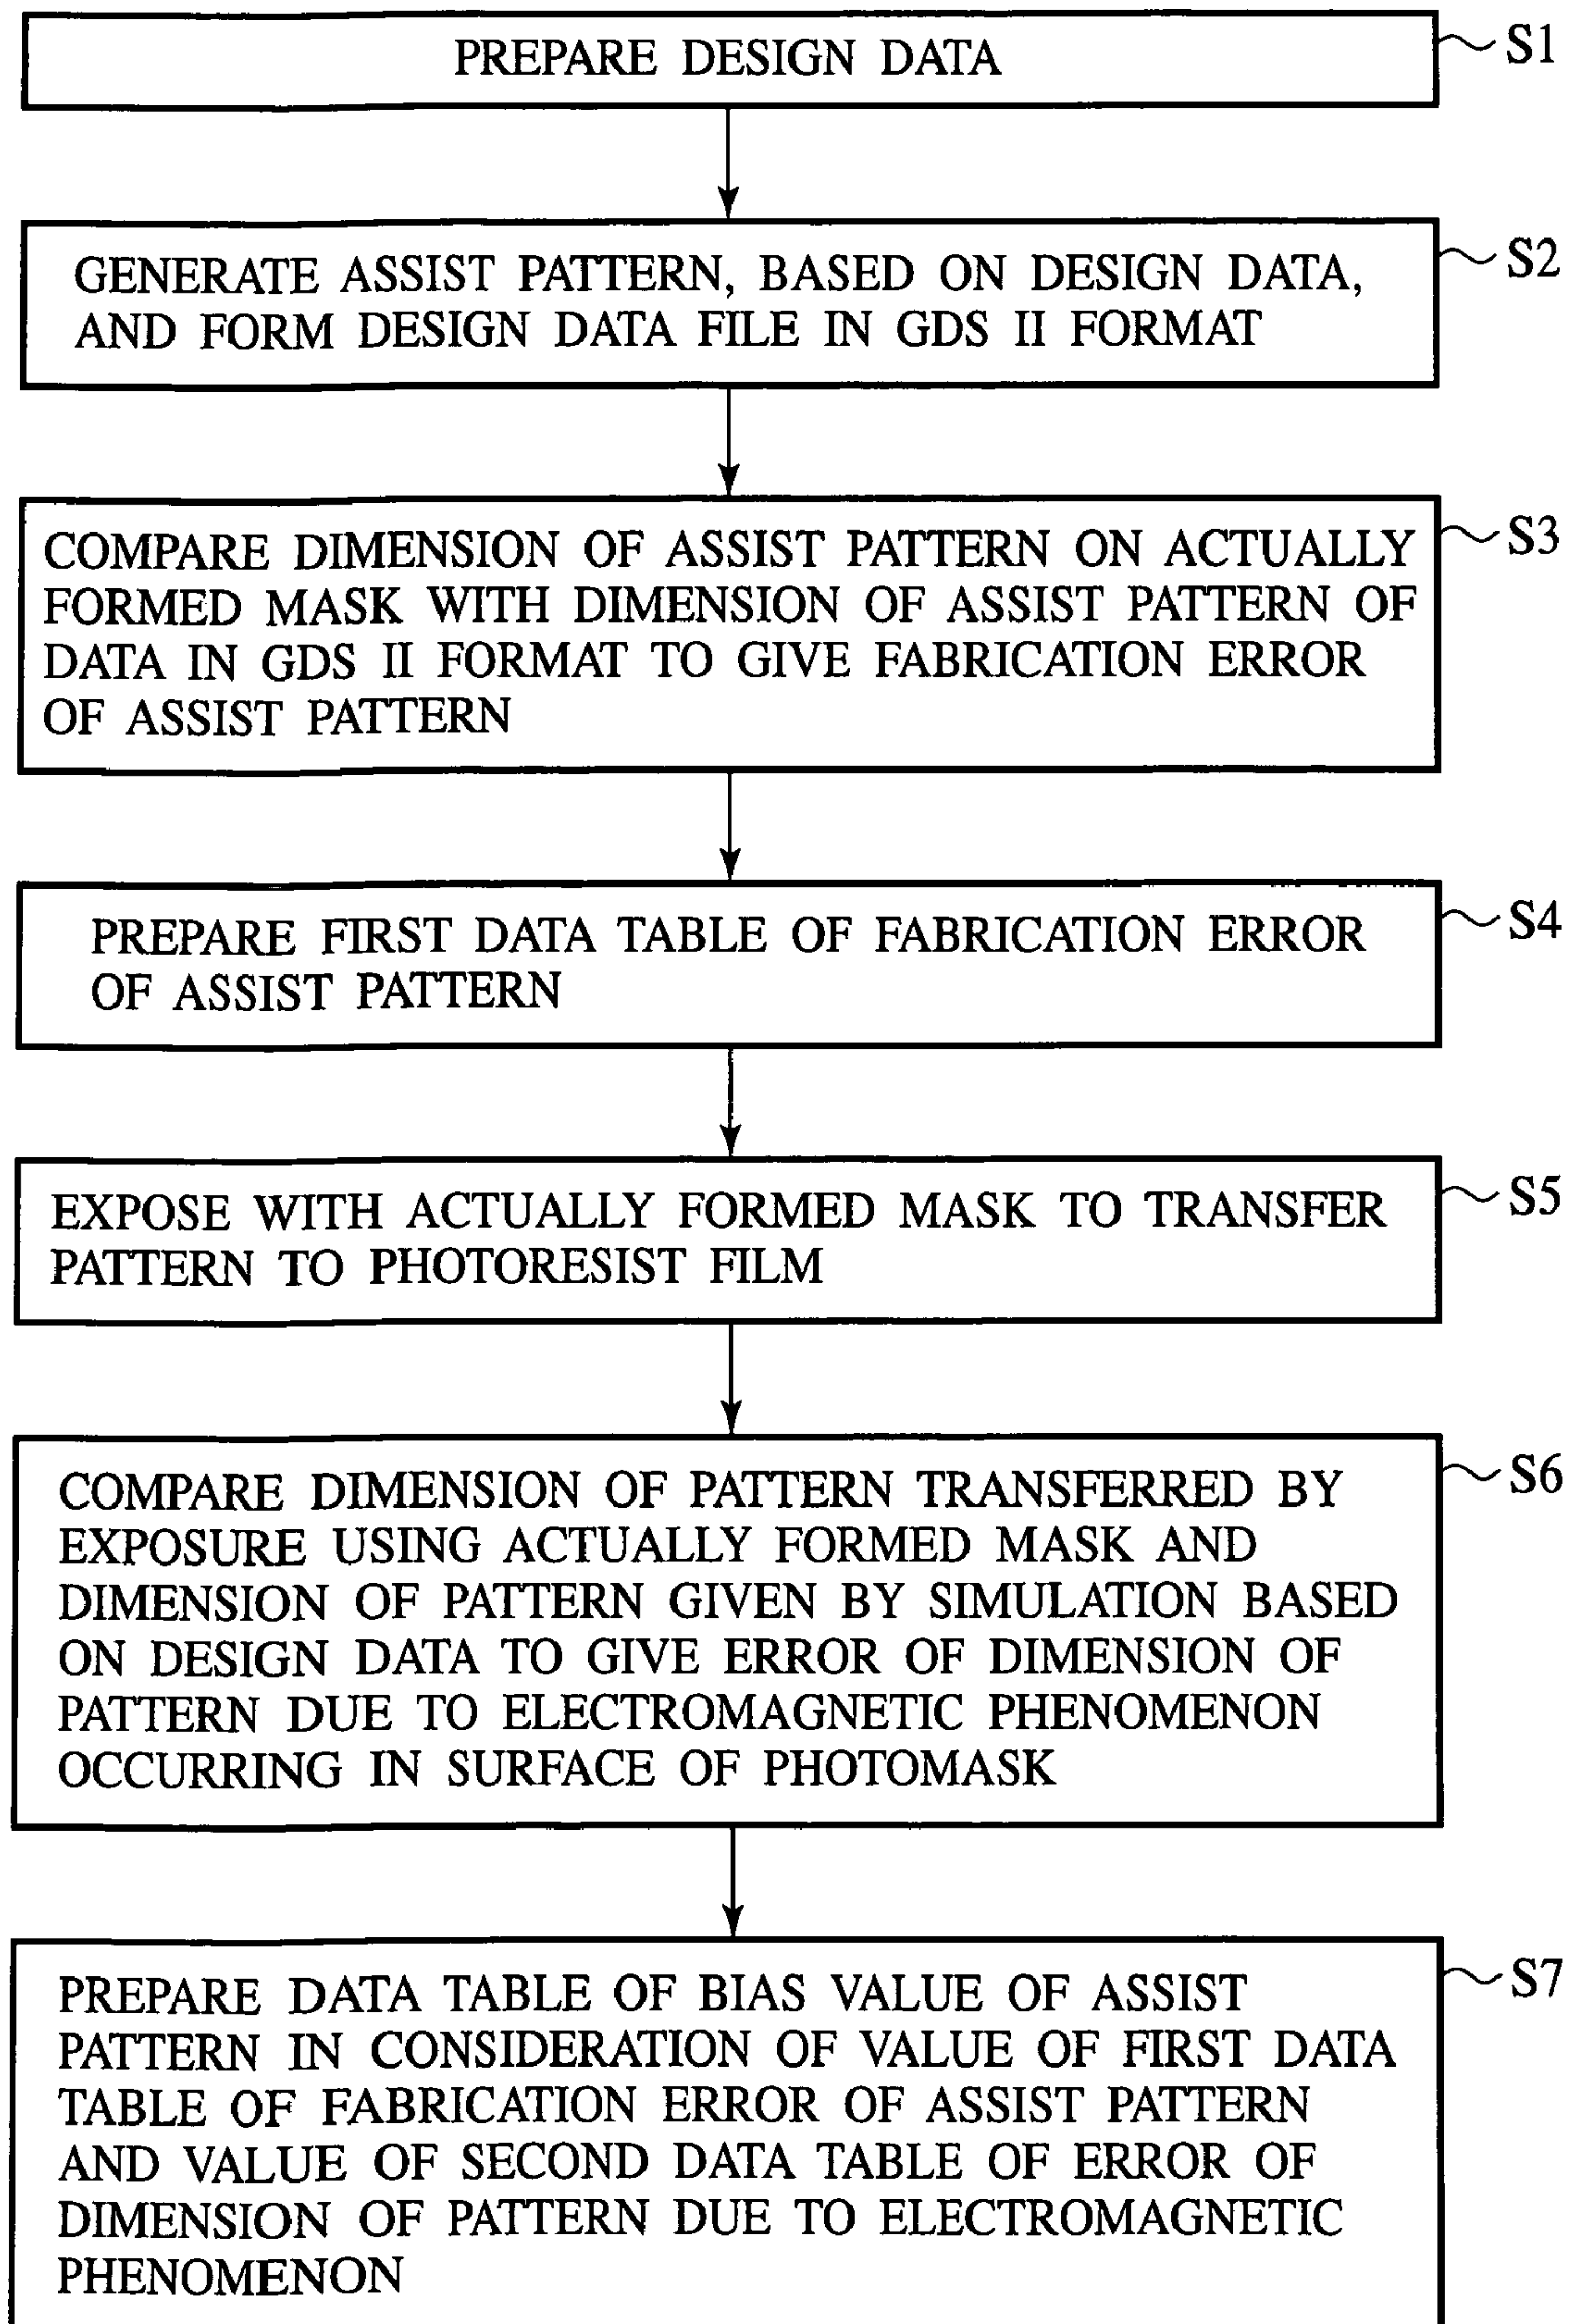 PREPARE DESIGN DATA
S1
GENERATE ASSIST PATTERN, BASED ON DESIGN DATA,
AND FORM DESIGN DATA FILE IN GDS II FORMAT
S2
COMPARE DIMENSION OF ASSIST PATTERN ON ACTUALLY
FORMED MASK WITH DIMENSION OF ASSIST PATTERN OF
DATA IN GDS II FORMAT TO GIVE FABRICATION ERROR
OF ASSIST PATTERN
S3
PREPARE FIRST DATA TABLE OF FABRICATION ERROR
OF ASSIST PATTERN
S4
EXPOSE WITH ACTUALLY FORMED MASK TO TRANSFER
PATTERN TO PHOTORESIST FILM
S5
COMPARE DIMENSION OF PATTERN TRANSFERRED BY
EXPOSURE USING ACTUALLY FORMED MASK AND
DIMENSION OF PATTERN GIVEN BY SIMULATION BASED
ON DESIGN DATA TO GIVE ERROR OF DIMENSION OF
PATTERN DUE TO ELECTROMAGNETIC PHENOMENON
OCCURRING IN SURFACE OF PHOTOMASK
S6
PREPARE DATA TABLE OF BIAS VALUE OF ASSIST
PATTERN IN CONSIDERATION OF VALUE OF FIRST DATA
TABLE OF FABRICATION ERROR OF ASSIST PATTERN
AND VALUE OF SECOND DATA TABLE OF ERROR OF
DIMENSION OF PATTERN DUE TO ELECTROMAGNETIC
PHENOMENON
S7